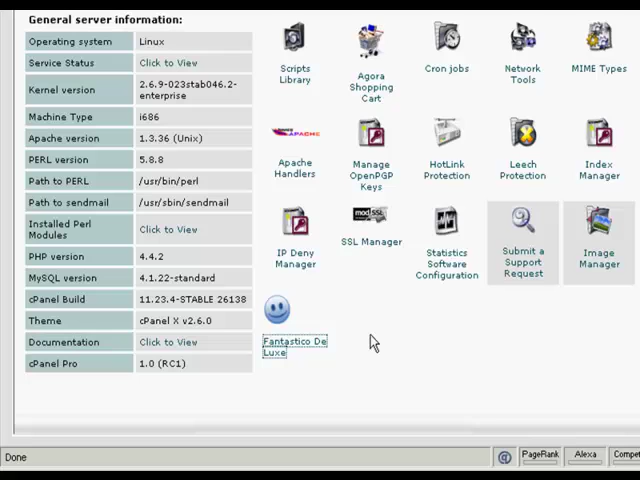 General server information:
Operating system Linux
Service Status Click to View
Kernel version 2.6.9-023stab046.2-
enterprise
Machine Type i686
Apache version 1.3.36 (Unix)
PERL version 5.8.8
Path to PERL /usr/bin/perl
Path to sendmail /usr/sbin/sendmail
Installed Perl
Modules Click to View
PHP version 4.4.2
MySQL version 4.1.22-standard
cPanel Build 11.23.4-STABLE 26138
Theme cPanel X v2.6.0
Documentation Click to View
cPanel Pro 1.0 (RC1)
Scripts
Library
Agora
Shopping
Cart
Cron jobs
Network
Tools
MIME Types
APACHE
Apache
Handlers
Manage
OpenPGP
Keys
HotLink
Protection
Leech
Protection
Index
Manager
IP Deny
Manager
mod SSL
SSL Manager
Statistics
Software
Configuration
Submit a
Support
Request
Image
Manager
Fantastico De
Luxe
Done
@ PageRank Alexa Compet